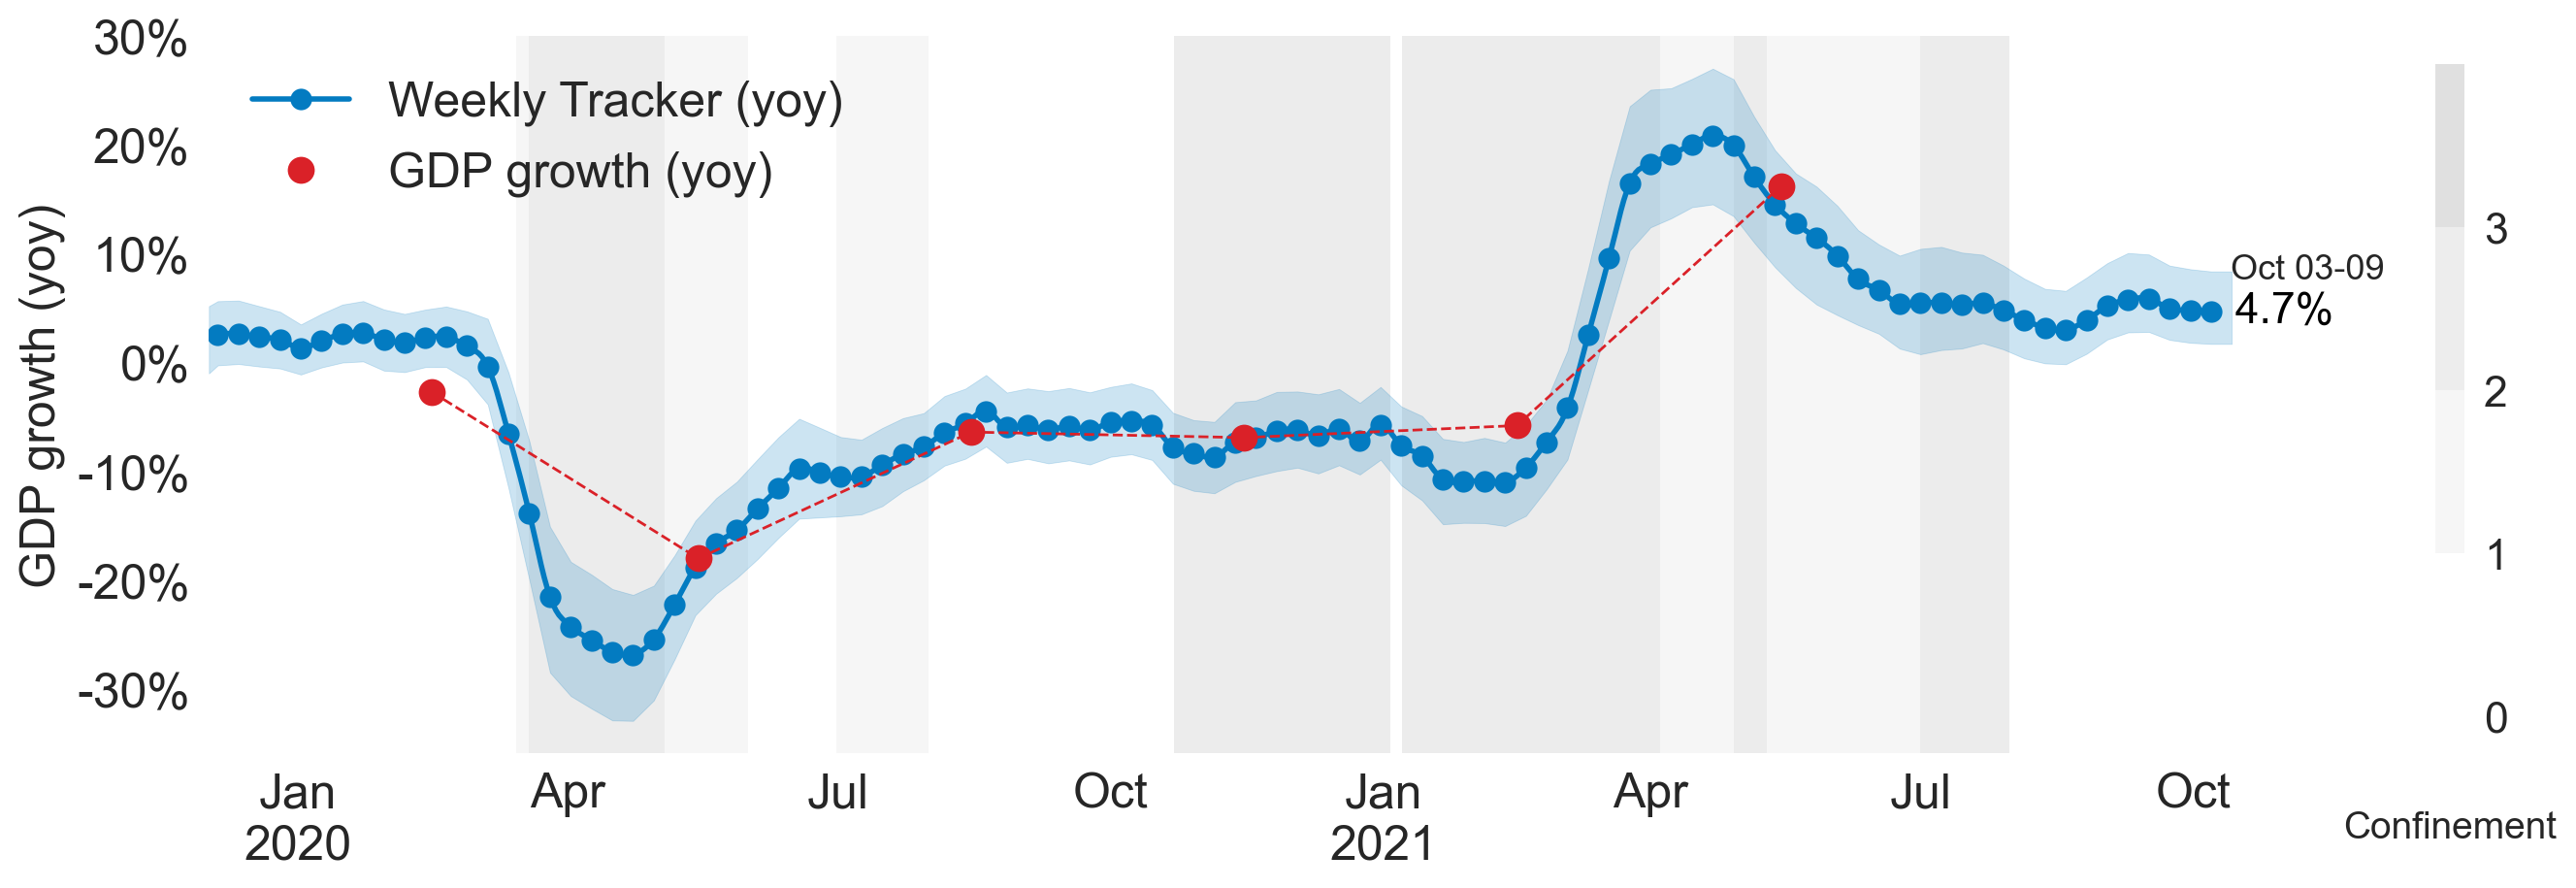 30%
20%
10%
0%
-10%
-20%
-30%
GDP growth (yoy)
Weekly Tracker (yoy)
GDP growth (yoy)
Oct 03-09
4.7%
3
2
1
0
Jan Apr Jul Oct Jan Apr Jul Oct
2020 2021
Confinement